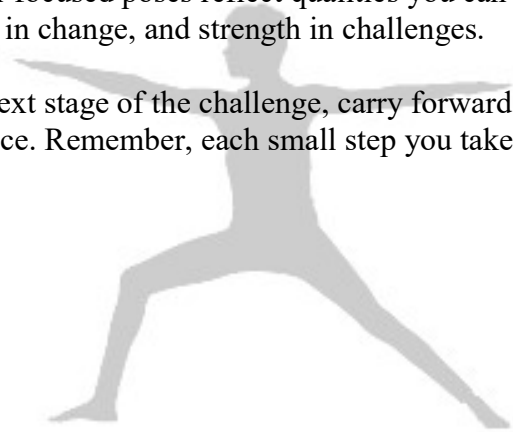 focused poses reflect qualities you can
in change, and strength in challenges.
ext stage of the challenge, carry forward
ce. Remember, each small step you take